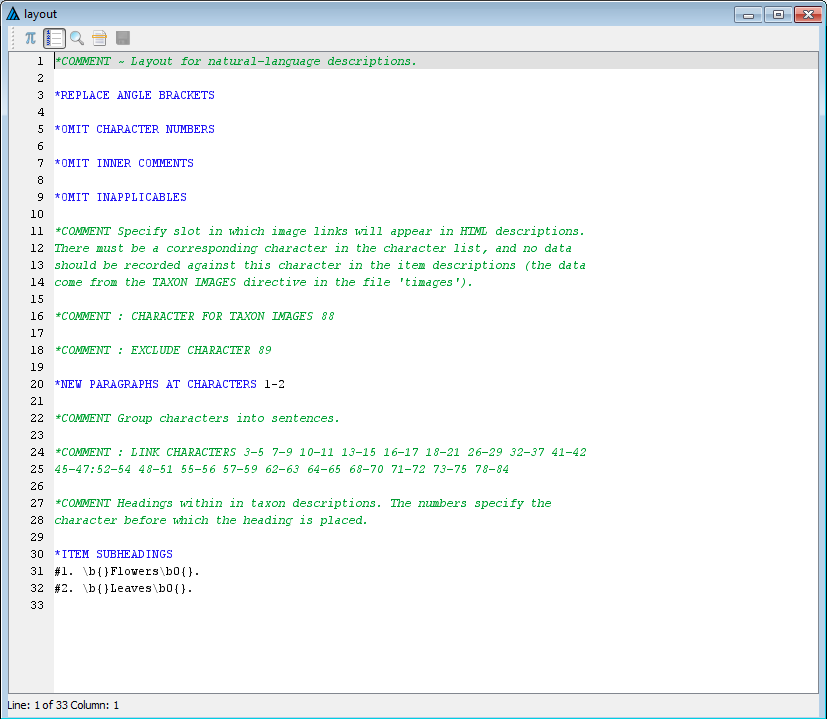 layout
π
1 *COMMENT ~ Layout for natural-language descriptions.
2
3 *REPLACE ANGLE BRACKETS
4
5 *OMIT CHARACTER NUMBERS
6
7 *OMIT INNER COMMENTS
8
9 *OMIT INAPPLICABLES
10
11 *COMMENT Specify slot in which image links will appear in HTML descriptions.
12 There must be a corresponding character in the character list, and no data
13 should be recorded against this character in the item descriptions (the data
14 come from the TAXON IMAGES directive in the file 'timages').
15
16 *COMMENT : CHARACTER FOR TAXON IMAGES 88
17
18 *COMMENT : EXCLUDE CHARACTER 89
19
20 *NEW PARAGRAPHS AT CHARACTERS 1-2
21
22 *COMMENT Group characters into sentences.
23
24 *COMMENT : LINK CHARACTERS 3-5 7-9 10-11 13-15 16-17 18-21 26-29 32-37 41-42
25 45-47:52-54 48-51 55-56 57-59 62-63 64-65 68-70 71-72 73-75 78-84
26
27 *COMMENT Headings within in taxon descriptions. The numbers specify the
28 character before which the heading is placed.
29
30 *ITEM SUBHEADINGS
31 #1. \b{}Flowers\b0{}.
32 #2. \b{}Leaves\b0{}.
33
Line: 1 of 33 Column: 1